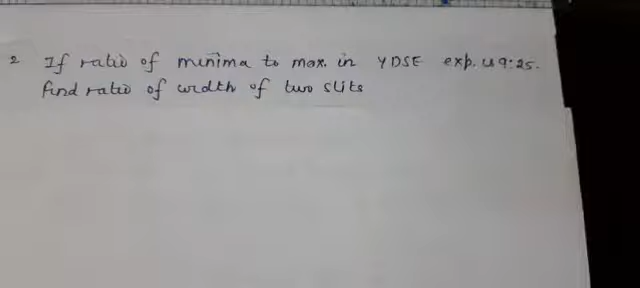 2 If ratio of minima to max. in YDSE exp. is 9:25.
find ratio of width of two slits